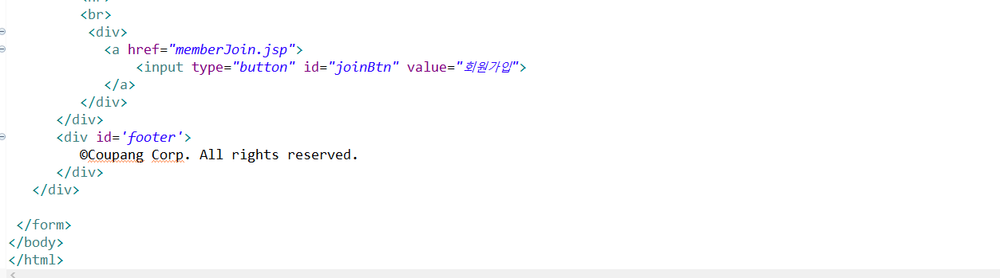 <br>
<div>
<a href="memberJoin.jsp">
<input type="button" id="joinBtn" value="회원가입">
</a>
</div>
</div>
<div id='footer'>
©Coupang Corp. All rights reserved.
</div>
</div>
</form>
</body>
</html>